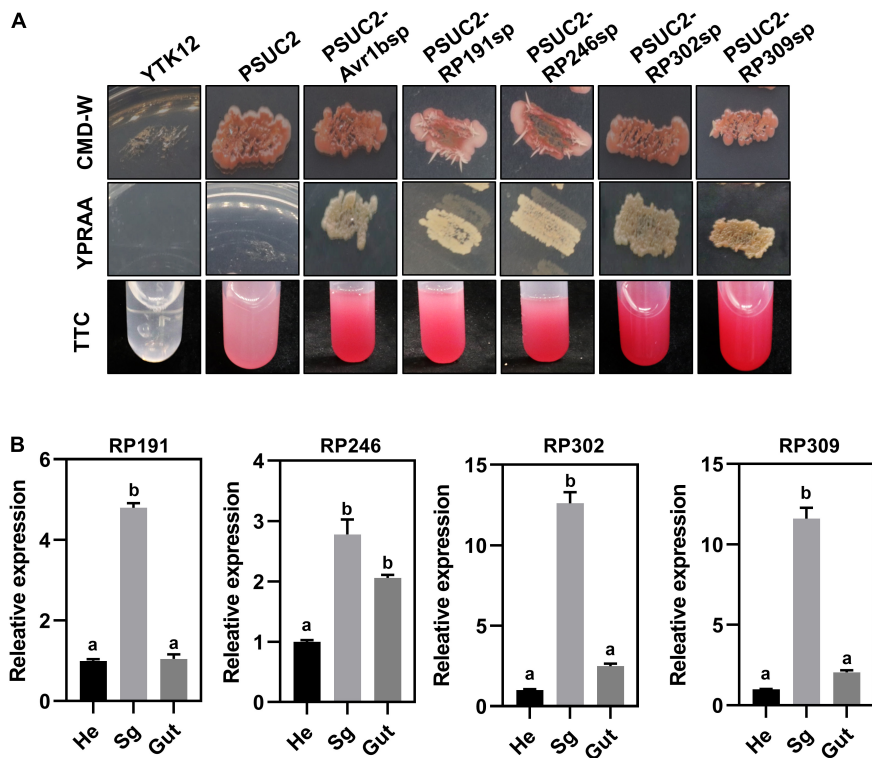 A
YTK12
PSUC2
PSUC2-
Avr1bsp
PSUC2-
RP191sp
PSUC2-
RP246sp
PSUC2-
RP302sp
PSUC2-
RP309sp
CMD-W
YPRAA
TTC
B
RP191
Releative expression
6
4
2
0
a
b
a
He
Sg
Gut
RP246
Releative expression
4
3
2
1
0
a
b
b
He
Sg
Gut
RP302
Releative expression
15
10
5
0
a
b
a
He
Sg
Gut
RP309
Releative expression
15
10
5
0
a
b
a
He
Sg
Gut